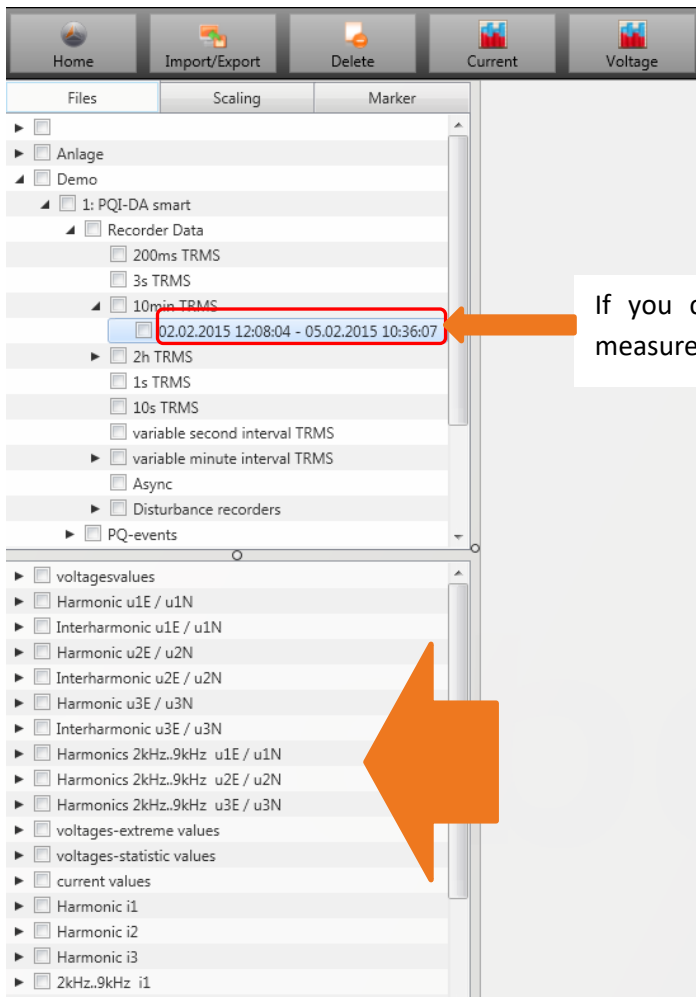 Home Import/Export Delete Current Voltage
Files Scaling Marker
Anlage
Demo
1: PQI-DA smart
Recorder Data
200ms TRMS
3s TRMS
10min TRMS
02.02.2015 12:08:04 - 05.02.2015 10:36:07
2h TRMS
1s TRMS
10s TRMS
variable second interval TRMS
variable minute interval TRMS
Async
Disturbance recorders
PQ-events
If you
measure
voltagesvalues
Harmonic u1E / u1N
Interharmonic u1E / u1N
Harmonic u2E / u2N
Interharmonic u2E / u2N
Harmonic u3E / u3N
Interharmonic u3E / u3N
Harmonics 2kHz..9kHz u1E / u1N
Harmonics 2kHz..9kHz u2E / u2N
Harmonics 2kHz..9kHz u3E / u3N
voltages-extreme values
voltages-statistic values
current values
Harmonic i1
Harmonic i2
Harmonic i3
2kHz..9kHz i1